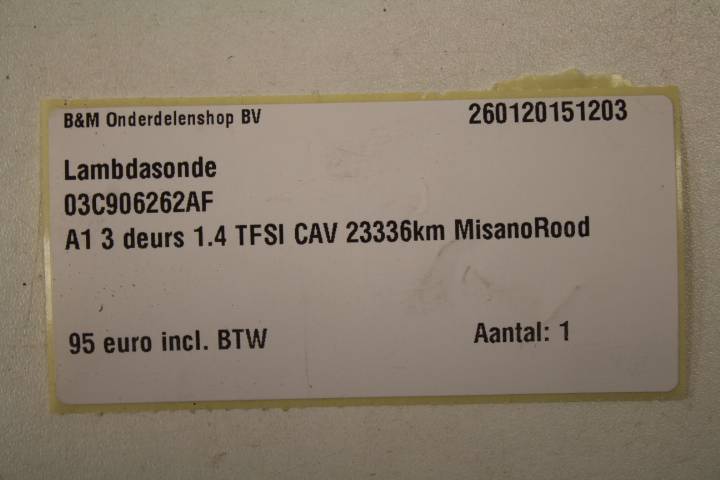 B&M Onderdelenshop BV 260120151203
Lambdasonde
03C906262AF
A1 3 deurs 1.4 TFSI CAV 23336km MisanoRood
95 euro incl. BTW Aantal: 1